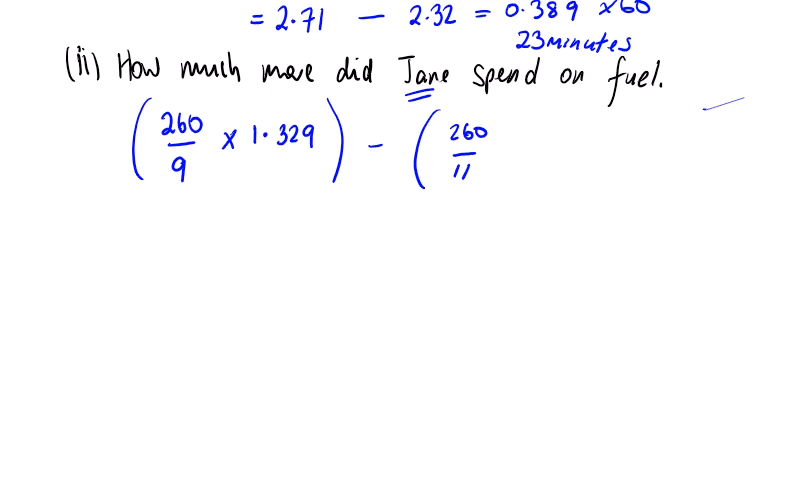 = 2.71 — 2.32 = 0.389 x60
23minutes
(ii) How much more did Jane spend on fuel.
(260/9 x 1.329) - (260/11